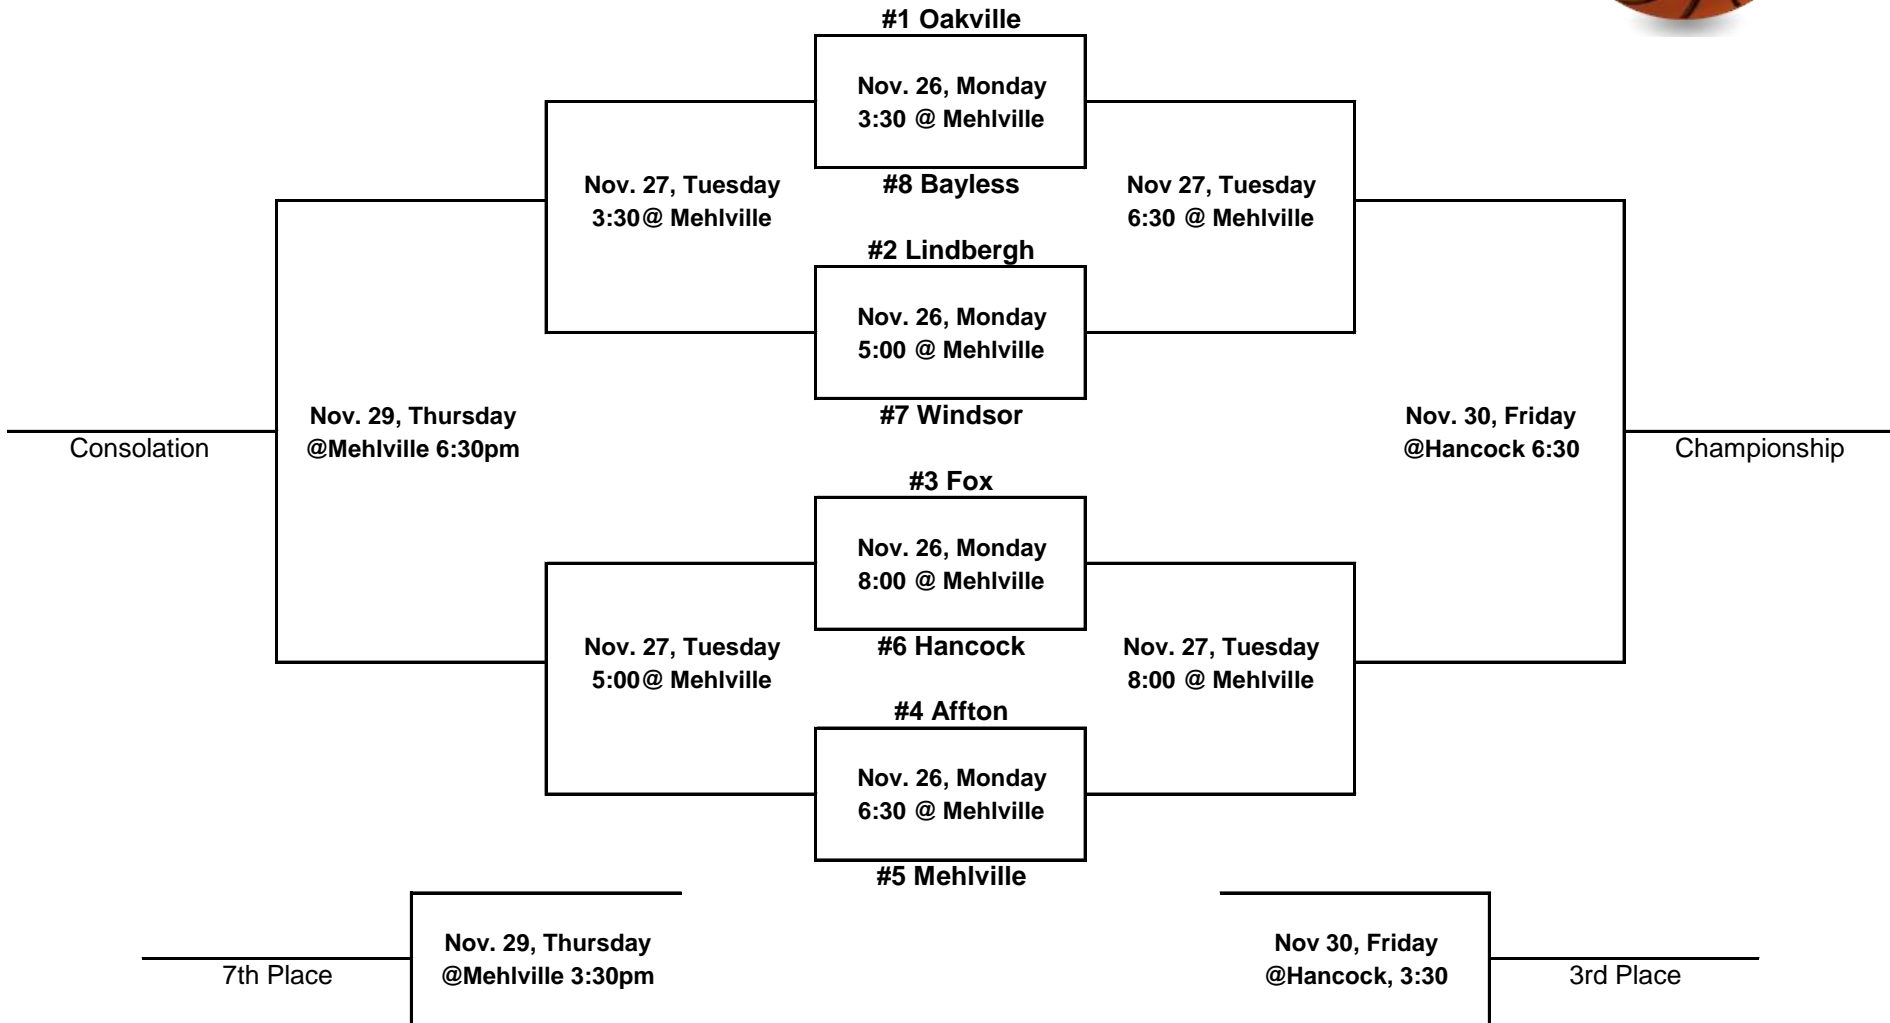 #1 Oakville
Nov. 26, Monday
3:30 @ Mehlville
#8 Bayless
Nov. 27, Tuesday
3:30@ Mehlville
Nov 27, Tuesday
6:30 @ Mehlville
#2 Lindbergh
Nov. 26, Monday
5:00 @ Mehlville
#7 Windsor
Nov. 29, Thursday
@Mehlville 6:30pm
Consolation
Nov. 30, Friday
@Hancock 6:30
Championship
#3 Fox
Nov. 26, Monday
8:00 @ Mehlville
#6 Hancock
Nov. 27, Tuesday
5:00@ Mehlville
Nov. 27, Tuesday
8:00 @ Mehlville
#4 Affton
Nov. 26, Monday
6:30 @ Mehlville
#5 Mehlville
Nov. 29, Thursday
@Mehlville 3:30pm
7th Place
Nov 30, Friday
@Hancock, 3:30
3rd Place